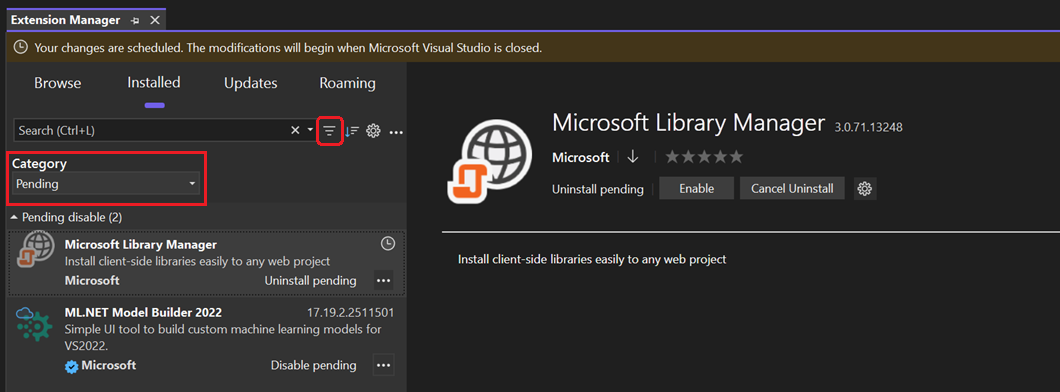 Extension Manager
Your changes are scheduled. The modifications will begin when Microsoft Visual Studio is closed.
Browse Installed Updates Roaming
Search (Ctrl+L)
Category
Pending
Pending disable (2)
Microsoft Library Manager
Install client-side libraries easily to any web project
Microsoft Uninstall pending
ML.NET Model Builder 2022 17.19.2.2511501
Simple UI tool to build custom machine learning models for
VS2022.
Microsoft Disable pending
Microsoft Library Manager 3.0.71.13248
Microsoft
Uninstall pending Enable Cancel Uninstall
Install client-side libraries easily to any web project